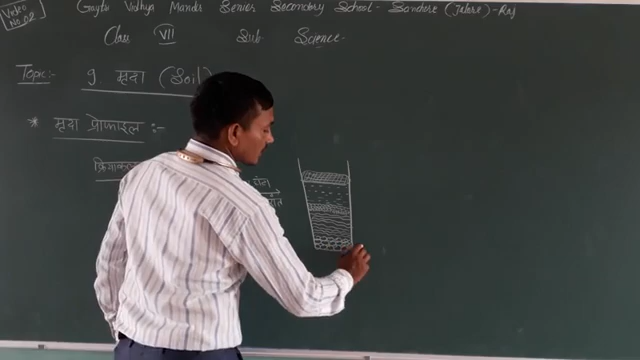 Video No. 02
Gaytri Vidhya Mandir Senior Secondary School - Sanchore (Jalore) - Raj
Class VII Sub. Science.
Topic:- 9. मृदा (Soil)
* मृदा प्रोफाइल :-